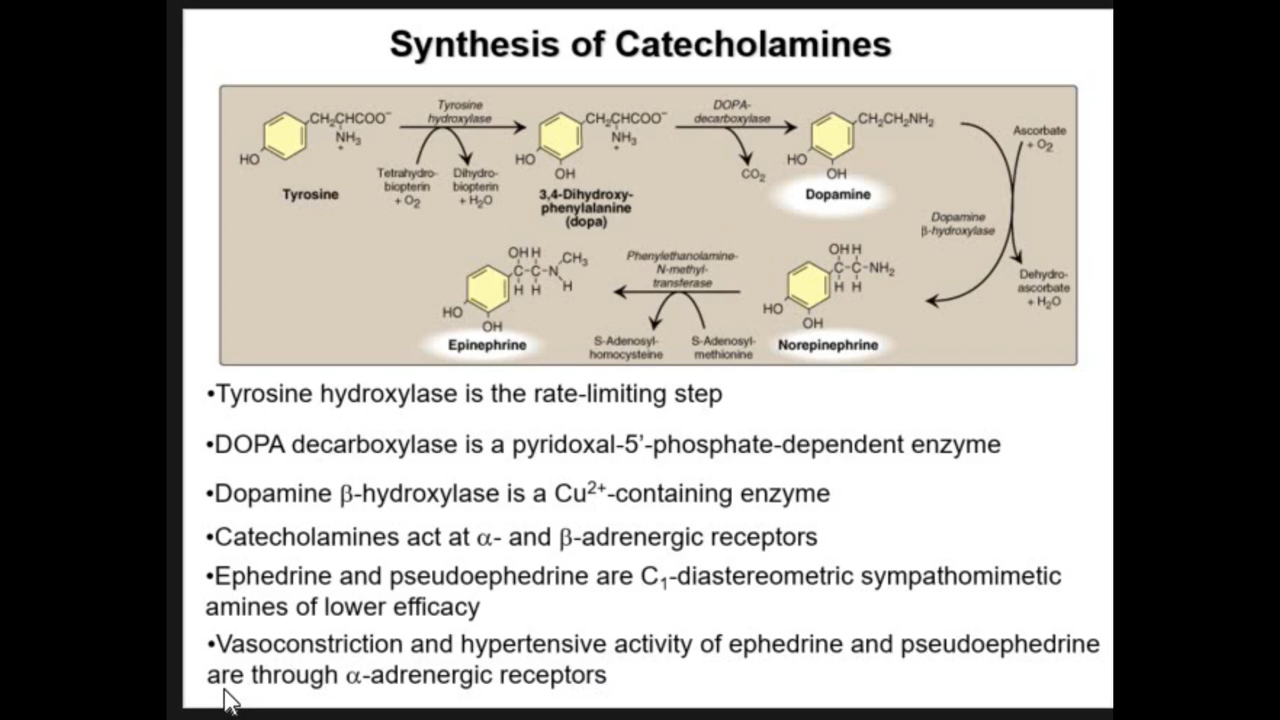 Synthesis of Catecholamines
CH₂CHCOO⁻
NH₃
+
HO
Tyrosine
Tyrosine
hydroxylase
Tetrahydro-
biopterin
+ O₂
Dihydro-
biopterin
+ H₂O
CH₂CHCOO⁻
NH₃
+
HO
OH
3,4-Dihydroxy-
phenylalanine
(dopa)
DOPA-
decarboxylase
CO₂
CH₂CH₂NH₂
HO
OH
Dopamine
Ascorbate
+ O₂
Dopamine
β-hydroxylase
Dehydro-
ascorbate
+ H₂O
OH H
C-C-NH₂
H H
HO
OH
Norepinephrine
Phenylethanolamine-
N-methyl-
transferase
S-Adenosyl-
homocysteine
S-Adenosyl-
methionine
OH H
CH₃
C-C-N
H H
H
HO
OH
Epinephrine
•Tyrosine hydroxylase is the rate-limiting step
•DOPA decarboxylase is a pyridoxal-5’-phosphate-dependent enzyme
•Dopamine β-hydroxylase is a Cu²⁺-containing enzyme
•Catecholamines act at α- and β-adrenergic receptors
•Ephedrine and pseudoephedrine are C₁-diastereometric sympathomimetic
amines of lower efficacy
•Vasoconstriction and hypertensive activity of ephedrine and pseudoephedrine
are through α-adrenergic receptors